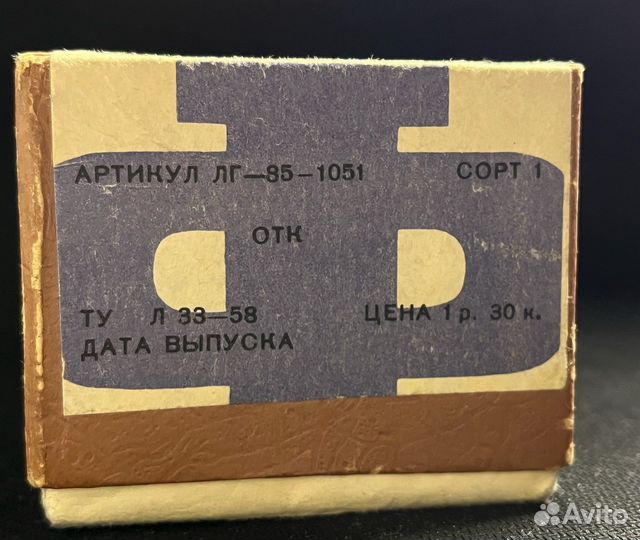 АРТИКУЛ ЛГ—85-1051 СОРТ 1
ОТК
ТУ Л 33—58 ЦЕНА 1 р. 30 к.
ДАТА ВЫПУСКА
Avito